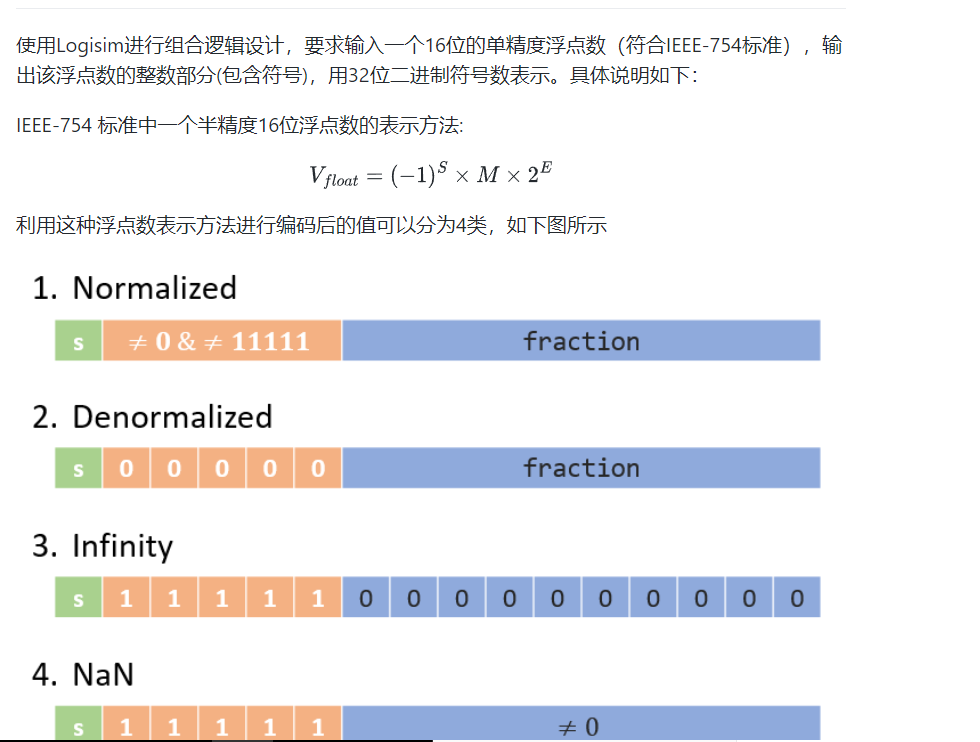 使用Logisim进行组合逻辑设计，要求输入一个16位的单精度浮点数（符合IEEE-754标准），输
出该浮点数的整数部分(包含符号)，用32位二进制符号数表示。具体说明如下：
IEEE-754 标准中一个半精度16位浮点数的表示方法:
V_{float} = (−1)^S × M × 2^E
利用这种浮点数表示方法进行编码后的值可以分为4类，如下图所示
1. Normalized
s ≠ 0 & ≠ 11111 fraction
2. Denormalized
s 0 0 0 0 0 fraction
3. Infinity
s 1 1 1 1 1 0 0 0 0 0 0 0 0 0 0
4. NaN
s 1 1 1 1 1 ≠ 0